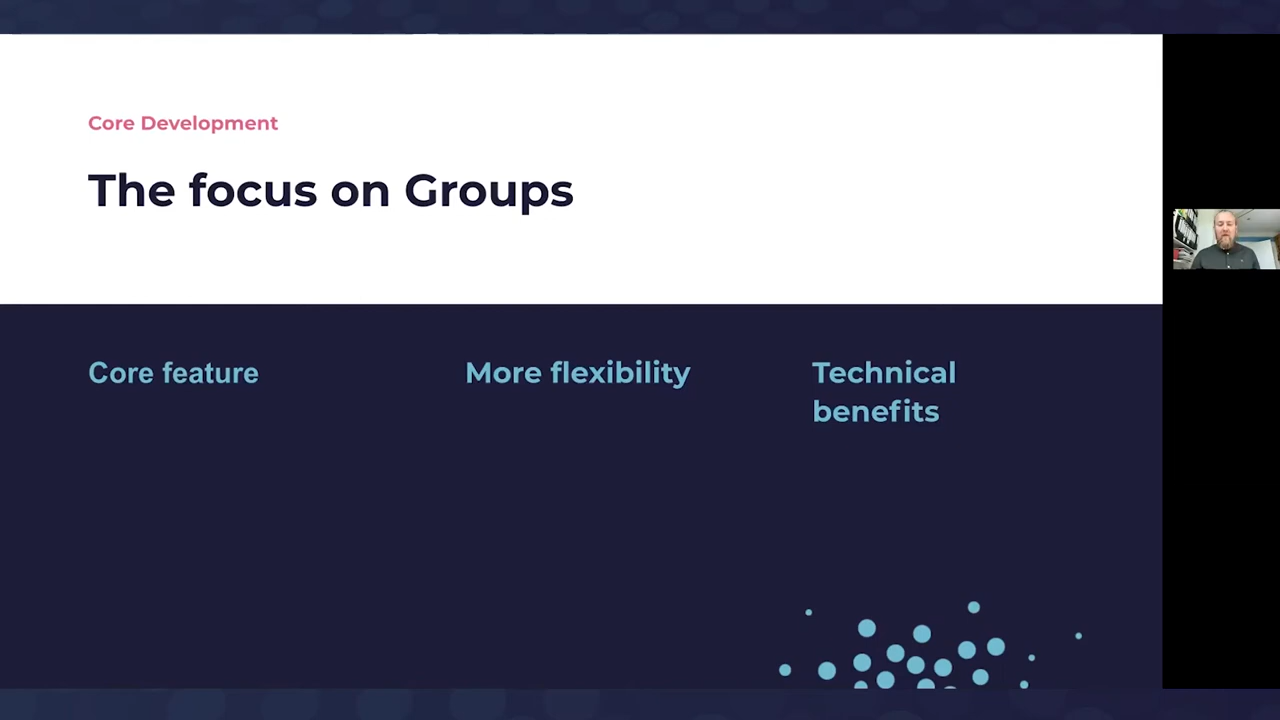 Core Development
The focus on Groups
Core feature
More flexibility
Technical
benefits